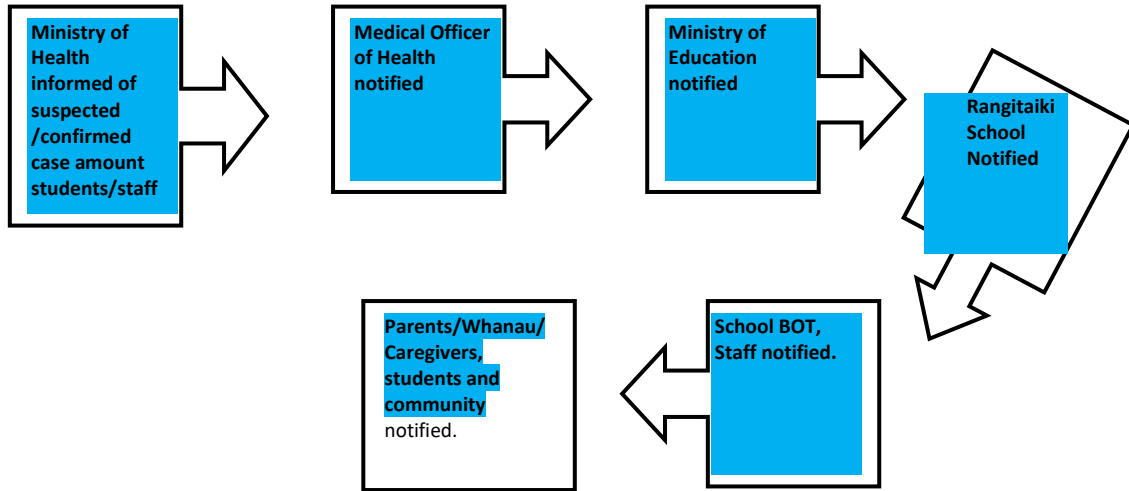 Ministry of
Health
informed of
suspected
/confirmed
case amount
students/staff
Medical Officer
of Health
notified
Ministry of
Education
notified
Rangitaiki
School
Notified
School BOT,
Staff notified.
Parents/Whanau/
Caregivers,
students and
community
notified.